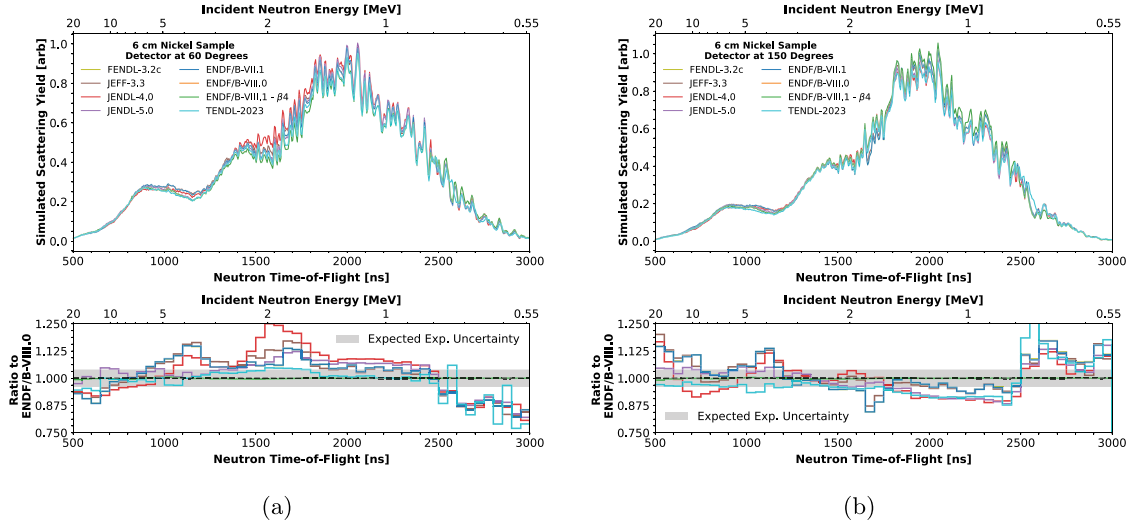 Incident Neutron Energy [MeV]
20 10 5 2 1 0.55
Simulated Scattering Yield [arb]
1.0
0.8
0.6
0.4
0.2
0.0
6 cm Nickel Sample
Detector at 60 Degrees
FENDL-3.2c ENDF/B-VII.1
JEFF-3.3 ENDF/B-VIII.0
JENDL-4.0 ENDF/B-VIII.1 - β4
JENDL-5.0 TENDL-2023
500 1000 1500 2000 2500 3000
Neutron Time-of-Flight [ns]
Incident Neutron Energy [MeV]
20 10 5 2 1 0.55
Ratio to
ENDF/B-VIII.0
1.250
1.125
1.000
0.875
0.750
Expected Exp. Uncertainty
500 1000 1500 2000 2500 3000
Neutron Time-of-Flight [ns]
(a)
Incident Neutron Energy [MeV]
20 10 5 2 1 0.55
Simulated Scattering Yield [arb]
1.0
0.8
0.6
0.4
0.2
0.0
6 cm Nickel Sample
Detector at 150 Degrees
FENDL-3.2c ENDF/B-VII.1
JEFF-3.3 ENDF/B-VIII.0
JENDL-4.0 ENDF/B-VIII.1 - β4
JENDL-5.0 TENDL-2023
500 1000 1500 2000 2500 3000
Neutron Time-of-Flight [ns]
Incident Neutron Energy [MeV]
20 10 5 2 1 0.55
Ratio to
ENDF/B-VIII.0
1.250
1.125
1.000
0.875
0.750
Expected Exp. Uncertainty
500 1000 1500 2000 2500 3000
Neutron Time-of-Flight [ns]
(b)